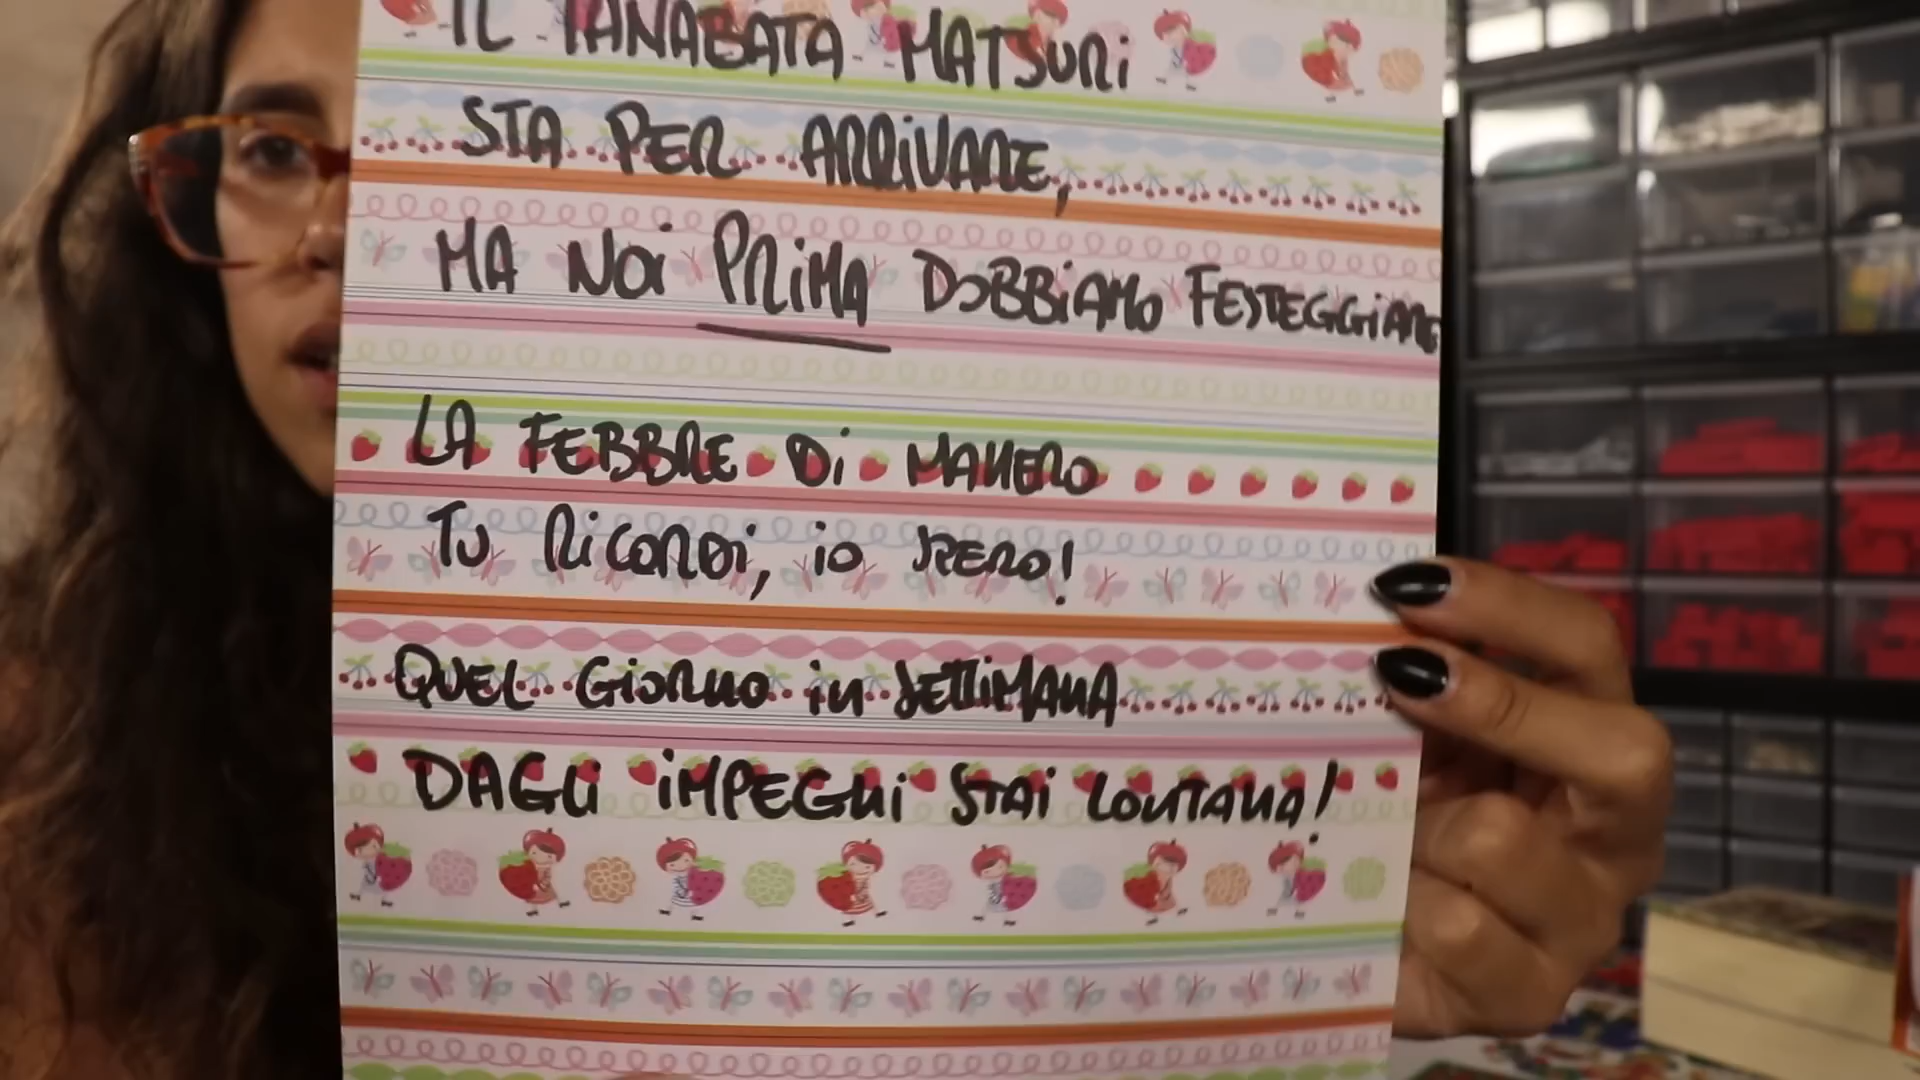 IL TANABATA MATSURi
STA PER ARRiVARE,
MA NOi PRiMA DOBBiAMO FESTEGGiARE
LA FEBBRE Di MAHERO
TU RiCORDi, iO SPERO!
QUEL GiORNO iN SETTiMANA
DAGLi iMPEGNi STAi LONTANA!